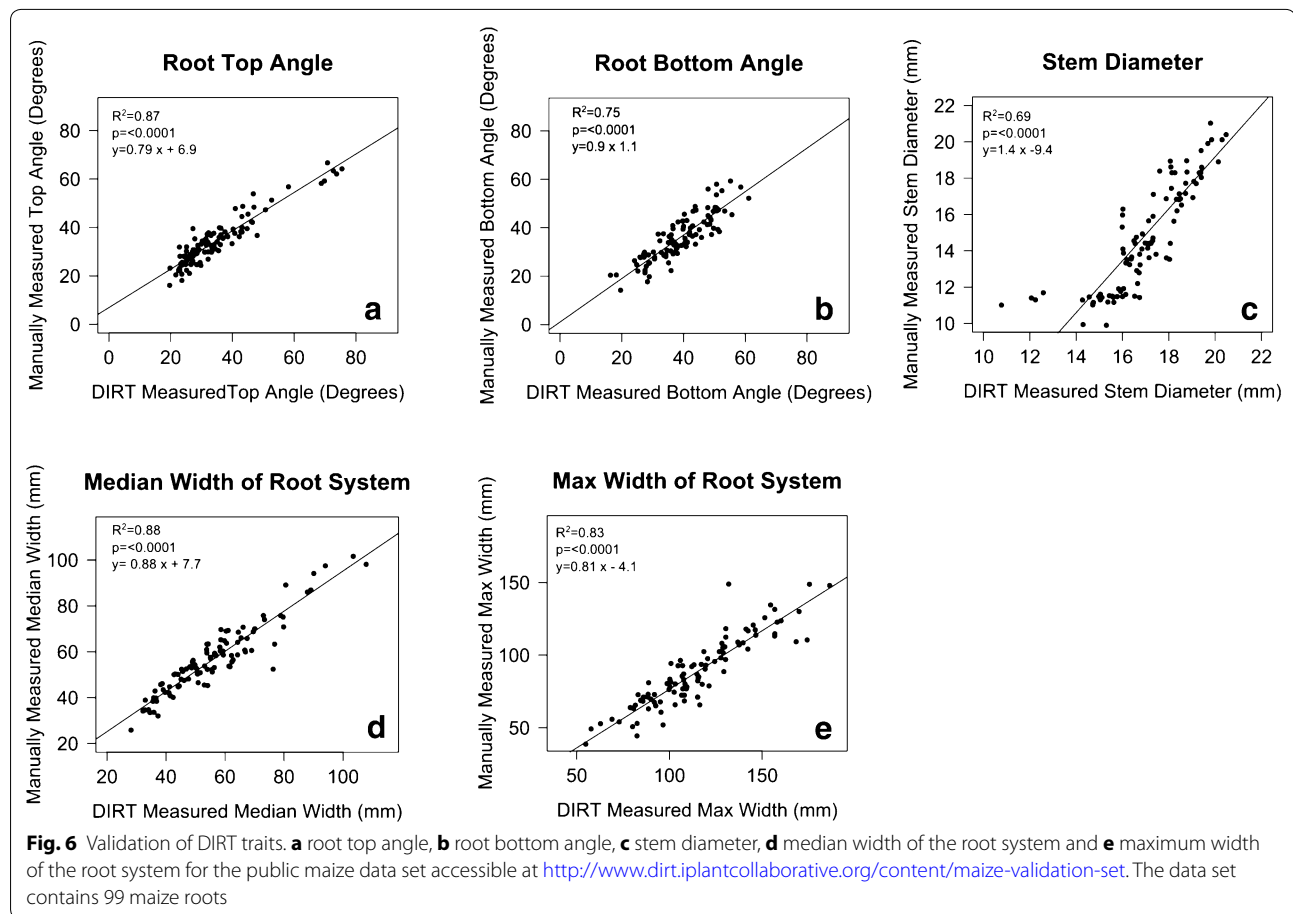 Root Top Angle
Manually Measured Top Angle (Degrees)
R²=0.87
p=<0.0001
y=0.79 x + 6.9
80
60
40
20
0
a
0 20 40 60 80
DIRT MeasuredTop Angle (Degrees)
Root Bottom Angle
Manually Measured Bottom Angle (Degrees)
R²=0.75
p=<0.0001
y=0.9 x 1.1
80
60
40
20
0
b
0 20 40 60 80
DIRT Measured Bottom Angle (Degrees)
Stem Diameter
Manually Measured Stem Diameter (mm)
R²=0.69
p=<0.0001
y=1.4 x -9.4
22
20
18
16
14
12
10
c
10 12 14 16 18 20 22
DIRT Measured Stem Diameter (mm)
Median Width of Root System
Manually Measured Median Width (mm)
R²=0.88
p=<0.0001
y= 0.88 x + 7.7
100
80
60
40
20
d
20 40 60 80 100
DIRT Measured Median Width (mm)
Max Width of Root System
Manually Measured Max Width (mm)
R²=0.83
p=<0.0001
y=0.81 x - 4.1
150
100
50
e
50 100 150
DIRT Measured Max Width (mm)
Fig. 6 Validation of DIRT traits. a root top angle, b root bottom angle, c stem diameter, d median width of the root system and e maximum width
of the root system for the public maize data set accessible at http://www.dirt.iplantcollaborative.org/content/maize-validation-set. The data set
contains 99 maize roots